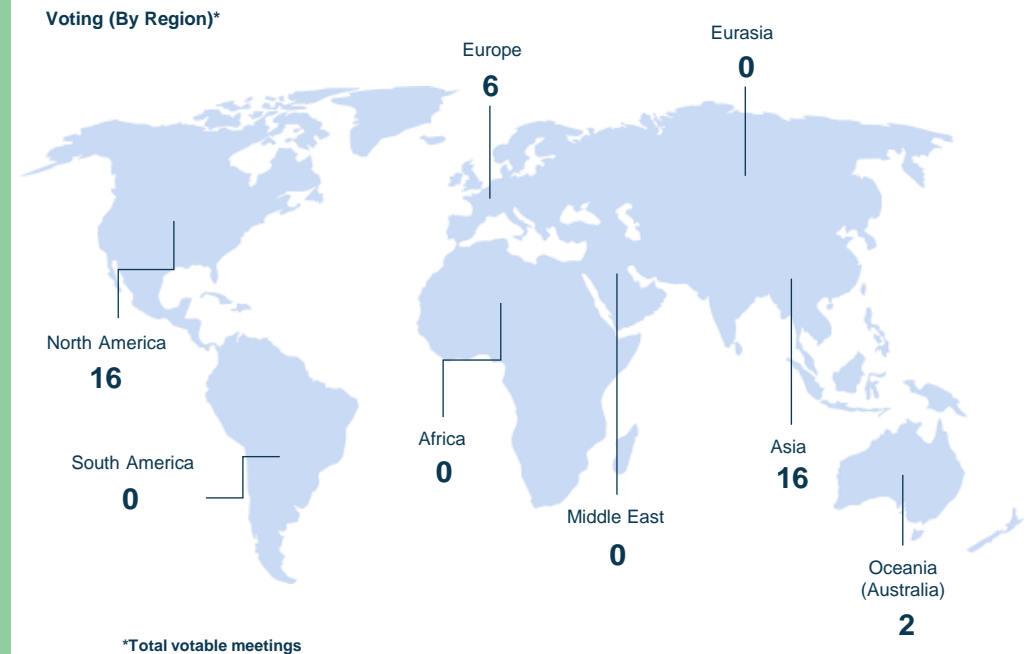 Voting (By Region)*
Eurasia
0
Europe
6
North America
16
South America
0
Africa
0
Middle East
0
Asia
16
Oceania
(Australia)
2
*Total votable meetings